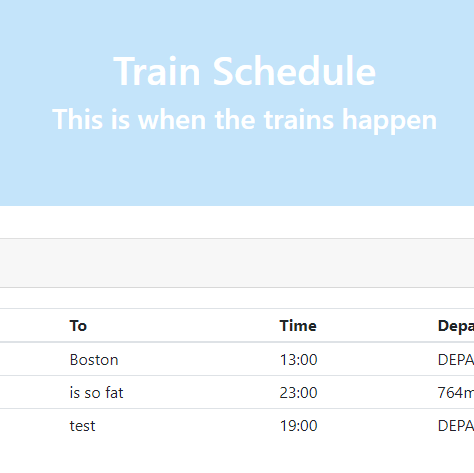 Train Schedule
This is when the trains happen
To Time Depa
Boston 13:00 DEPA
is so fat 23:00 764m
test 19:00 DEPA